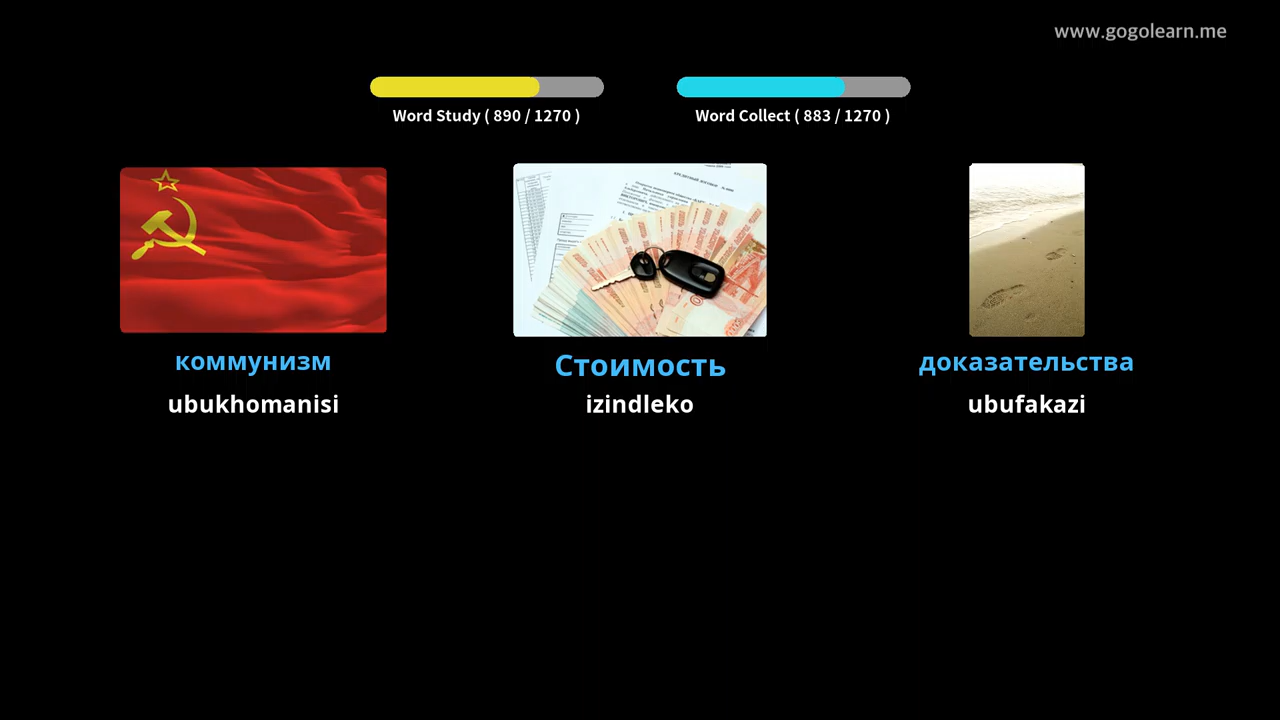 www.gogolearn.me
Word Study ( 890 / 1270 )
Word Collect ( 883 / 1270 )
коммунизм
Стоимость
доказательства
ubukhomanisi
izindleko
ubufakazi